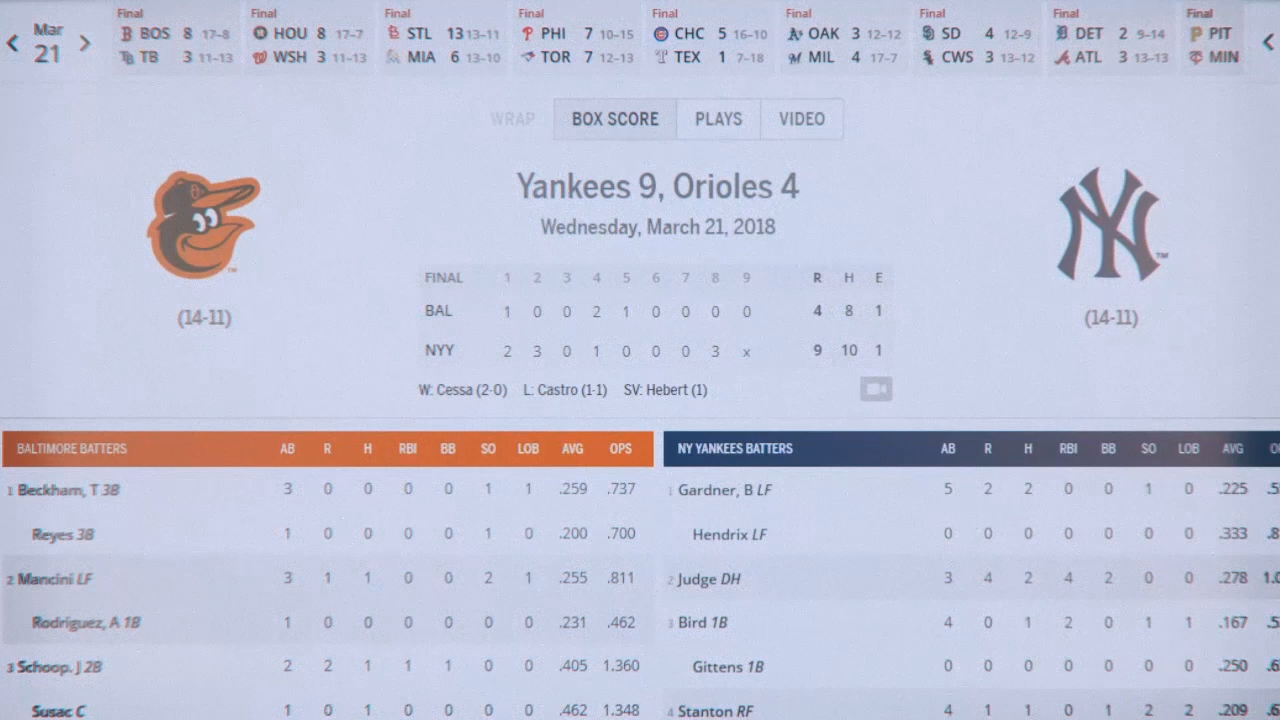 Mar
21
Final Final Final Final Final Final Final Final Final
BOS 8 17-8 HOU 8 17-7 STL 13 13-11 PHI 7 10-15 CHC 5 16-10 OAK 3 12-12 SD 4 12-9 DET 2 9-14 PIT
TB 3 11-13 WSH 3 11-13 MIA 6 13-10 TOR 7 12-13 TEX 1 7-18 MIL 4 17-7 CWS 3 13-12 ATL 3 13-13 MIN
WRAP BOX SCORE PLAYS VIDEO
Yankees 9, Orioles 4
Wednesday, March 21, 2018
NY™
(14-11) (14-11)
FINAL 1 2 3 4 5 6 7 8 9 R H E
BAL 1 0 0 2 1 0 0 0 0 4 8 1
NYY 2 3 0 1 0 0 0 3 x 9 10 1
W: Cessa (2-0) L: Castro (1-1) SV: Hebert (1)
BALTIMORE BATTERS AB R H RBI BB SO LOB AVG OPS
1 Beckham, T 3B 3 0 0 0 0 1 1 .259 .737
Reyes 3B 1 0 0 0 0 1 0 .200 .700
2 Mancini LF 3 1 1 0 0 2 1 .255 .811
Rodriguez, A 1B 1 0 0 0 0 0 0 .231 .462
3 Schoop, J 2B 2 2 1 1 1 0 0 .405 1.360
Susac C 1 0 1 0 0 0 0 .462 1.348
NY YANKEES BATTERS AB R H RBI BB SO LOB AVG
1 Gardner, B LF 5 2 2 0 0 1 0 .225 .5
Hendrix LF 0 0 0 0 0 0 0 .333 .8
2 Judge DH 3 4 2 4 2 0 0 .278 1.0
3 Bird 1B 4 0 1 2 0 1 1 .167 .5
Gittens 1B 0 0 0 0 0 0 0 .250 .6
4 Stanton RF 4 1 1 0 1 2 2 .209 .6